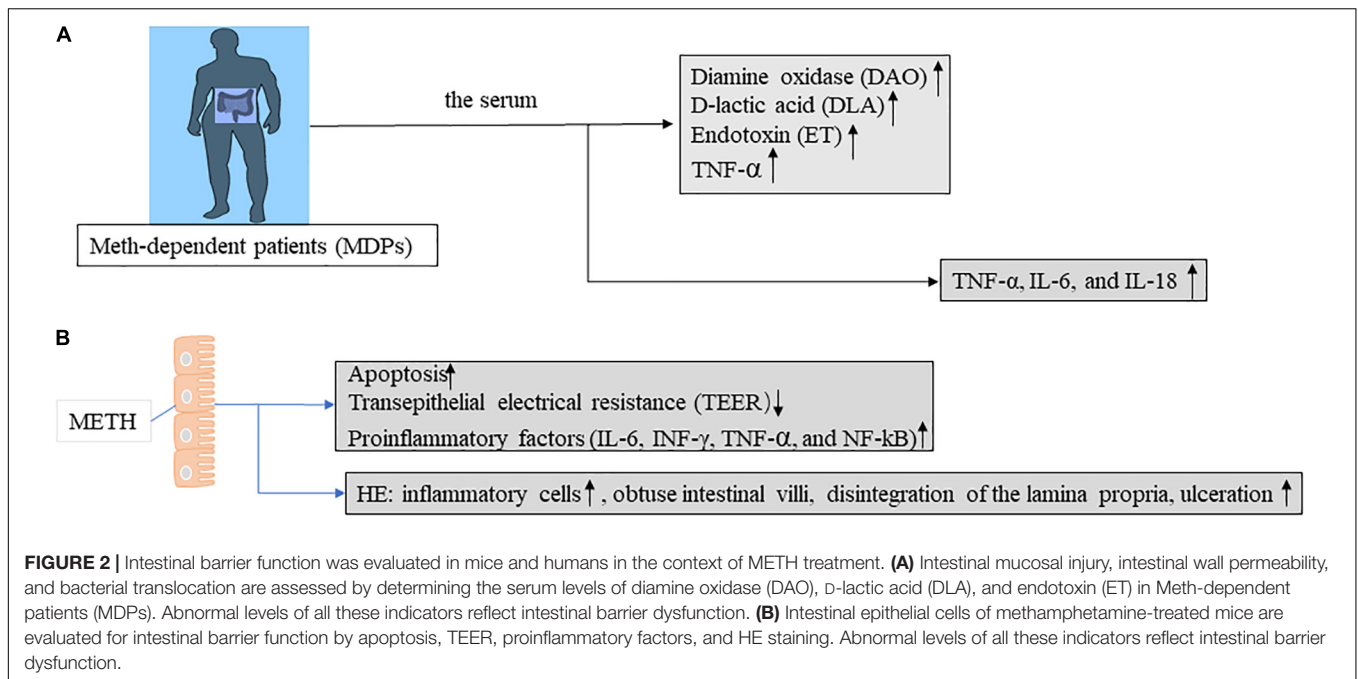 A
the serum
Diamine oxidase (DAO)↑
D-lactic acid (DLA)↑
Endotoxin (ET)↑
TNF-α↑
Meth-dependent patients (MDPs)
TNF-α, IL-6, and IL-18 ↑
B
METH
Apoptosis↑
Transepithelial electrical resistance (TEER)↓
Proinflammatory factors (IL-6, INF-γ, TNF-α, and NF-kB)↑
HE: inflammatory cells↑, obtuse intestinal villi, disintegration of the lamina propria, ulceration ↑
FIGURE 2 | Intestinal barrier function was evaluated in mice and humans in the context of METH treatment. (A) Intestinal mucosal injury, intestinal wall permeability,
and bacterial translocation are assessed by determining the serum levels of diamine oxidase (DAO), D-lactic acid (DLA), and endotoxin (ET) in Meth-dependent
patients (MDPs). Abnormal levels of all these indicators reflect intestinal barrier dysfunction. (B) Intestinal epithelial cells of methamphetamine-treated mice are
evaluated for intestinal barrier function by apoptosis, TEER, proinflammatory factors, and HE staining. Abnormal levels of all these indicators reflect intestinal barrier
dysfunction.